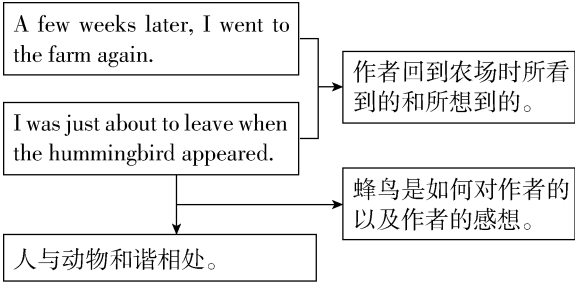 A few weeks later, I went to
the farm again.
作者回到农场时所看
到的和所想到的。
I was just about to leave when
the hummingbird appeared.
蜂鸟是如何对作者的
以及作者的感想。
人与动物和谐相处。